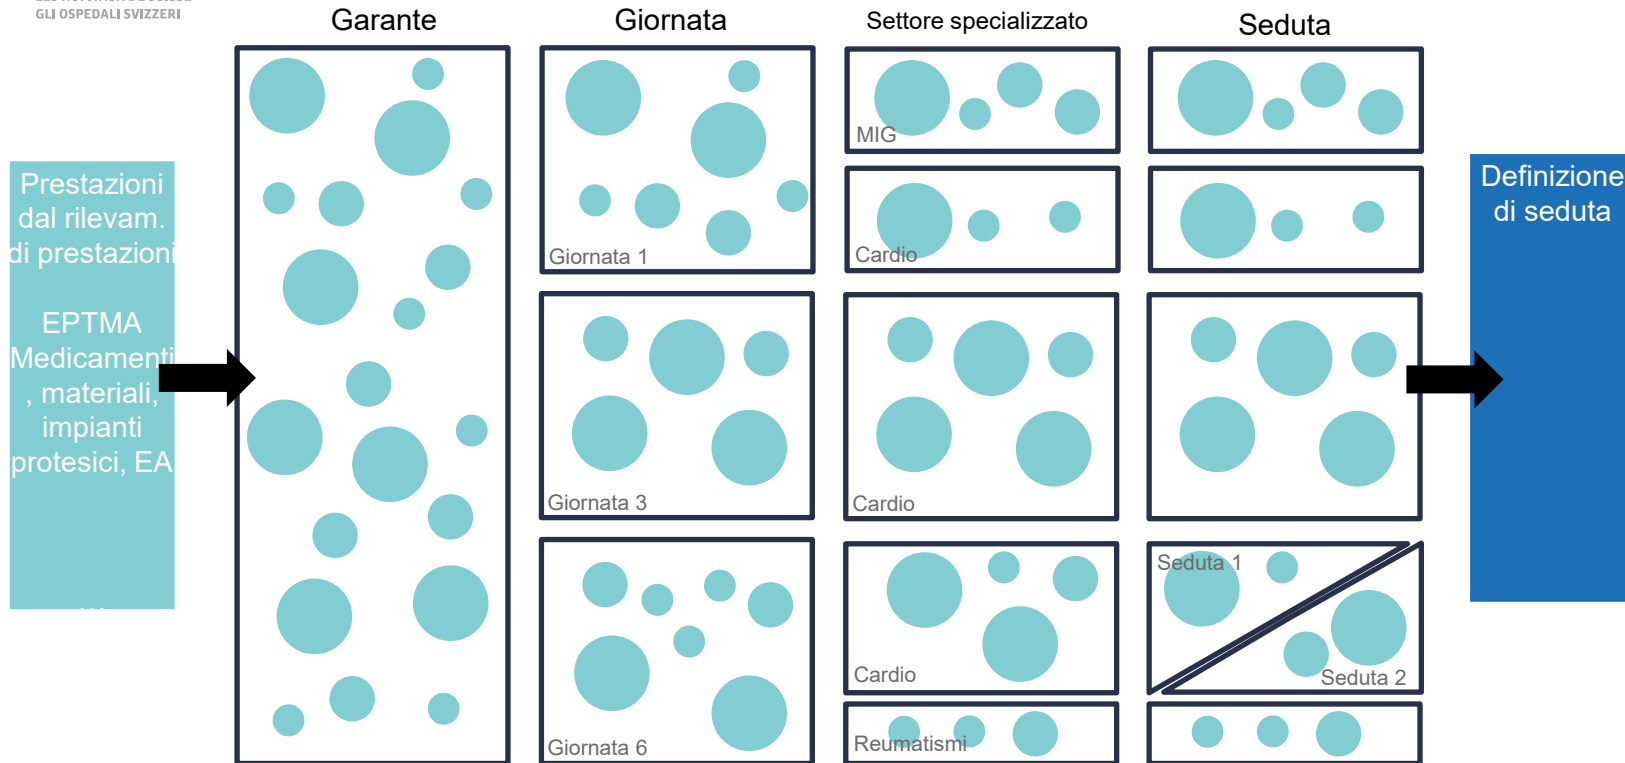 GLI OSPEDALI SVIZZERI
Garante
Giornata
Settore specializzato
Seduta
Prestazioni
dal rilevam.
di prestazioni
EPTMA
Medicamenti
, materiali,
impianti
protesici, EA
...
Giornata 1
Giornata 3
Giornata 6
MIG
Cardio
Cardio
Cardio
Reumatismi
Seduta 1
Seduta 2
Definizione
di seduta